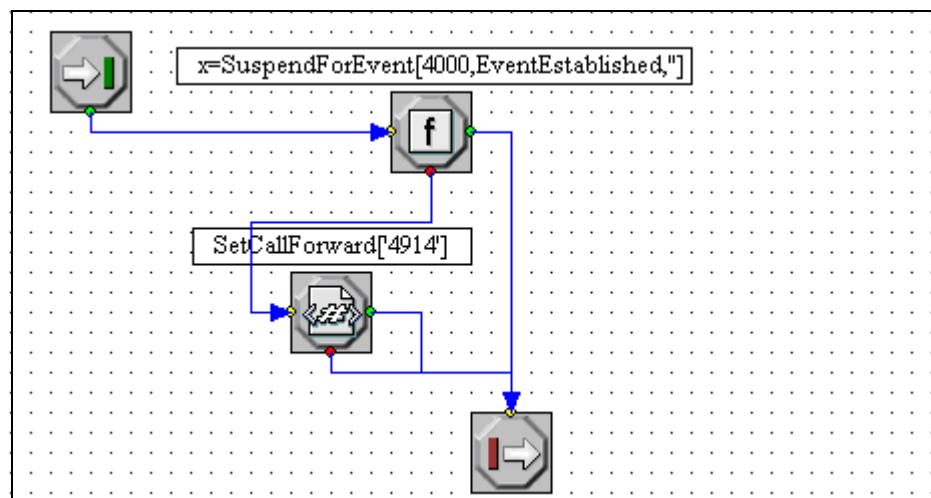 x=SuspendForEvent[4000,EventEstablished,"]
f
SetCallForward['4914']
<#>